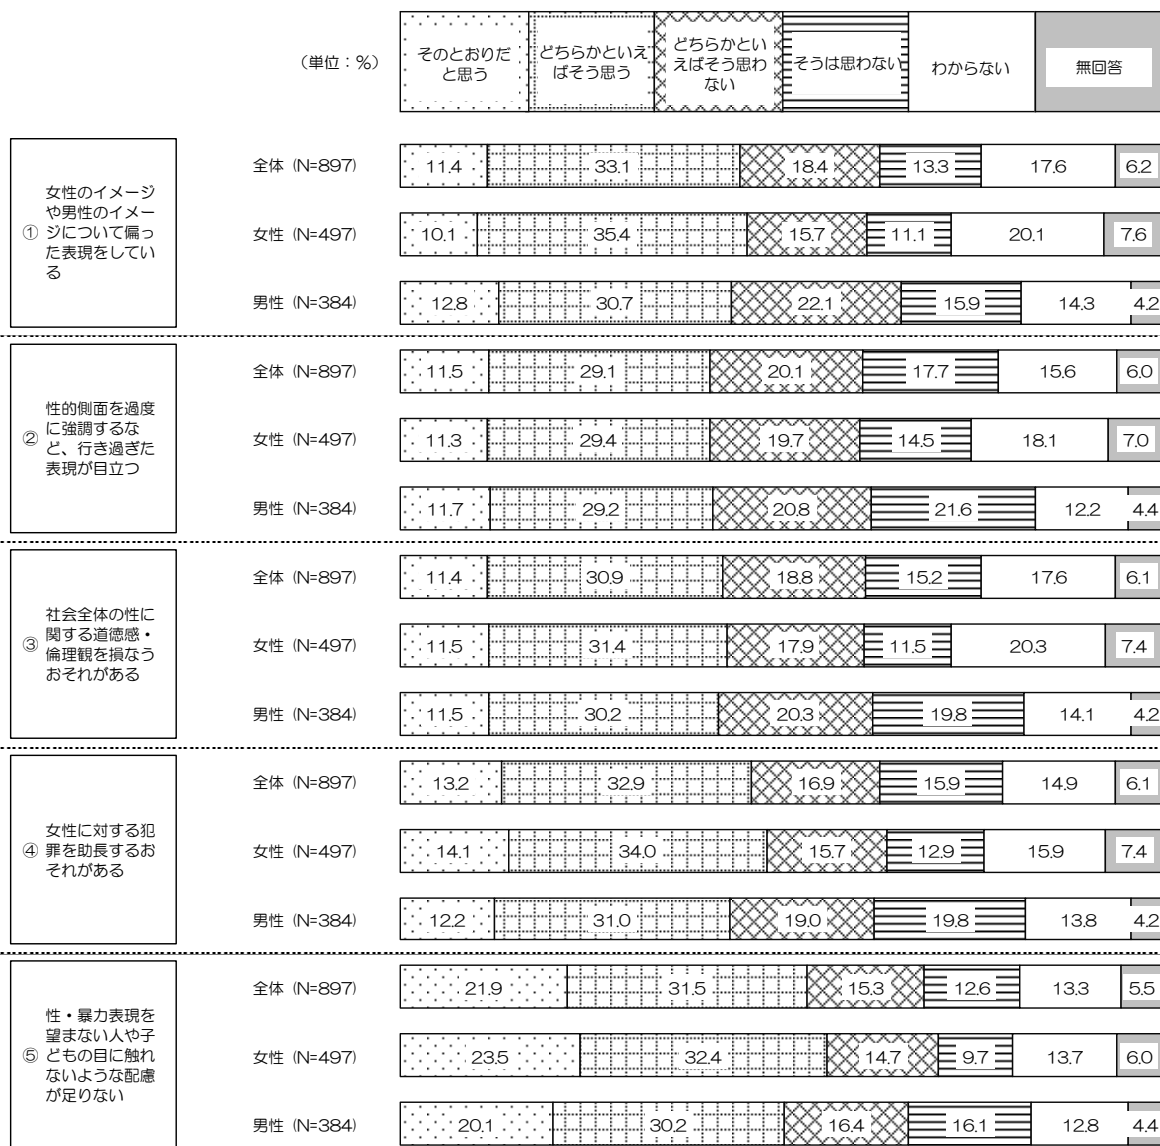 （単位：％）
そのとおりだ
と思う
どちらかといえ
ばそう思う
どちらかとい
えばそう思わ
ない
そうは思わない
わからない
無回答
①
女性のイメージ
や男性のイメー
ジについて偏っ
た表現をしてい
る
全体 (N=897) 11.4 33.1 18.4 13.3 17.6 6.2
女性 (N=497) 10.1 35.4 15.7 11.1 20.1 7.6
男性 (N=384) 12.8 30.7 22.1 15.9 14.3 4.2
②
性的側面を過度
に強調するな
ど、行き過ぎた
表現が目立つ
全体 (N=897) 11.5 29.1 20.1 17.7 15.6 6.0
女性 (N=497) 11.3 29.4 19.7 14.5 18.1 7.0
男性 (N=384) 11.7 29.2 20.8 21.6 12.2 4.4
③
社会全体の性に
関する道徳感・
倫理観を損なう
おそれがある
全体 (N=897) 11.4 30.9 18.8 15.2 17.6 6.1
女性 (N=497) 11.5 31.4 17.9 11.5 20.3 7.4
男性 (N=384) 11.5 30.2 20.3 19.8 14.1 4.2
④
女性に対する犯
罪を助長するお
それがある
全体 (N=897) 13.2 32.9 16.9 15.9 14.9 6.1
女性 (N=497) 14.1 34.0 15.7 12.9 15.9 7.4
男性 (N=384) 12.2 31.0 19.0 19.8 13.8 4.2
⑤
性・暴力表現を
望まない人や子
どもの目に触れ
ないような配慮
が足りない
全体 (N=897) 21.9 31.5 15.3 12.6 13.3 5.5
女性 (N=497) 23.5 32.4 14.7 9.7 13.7 6.0
男性 (N=384) 20.1 30.2 16.4 16.1 12.8 4.4